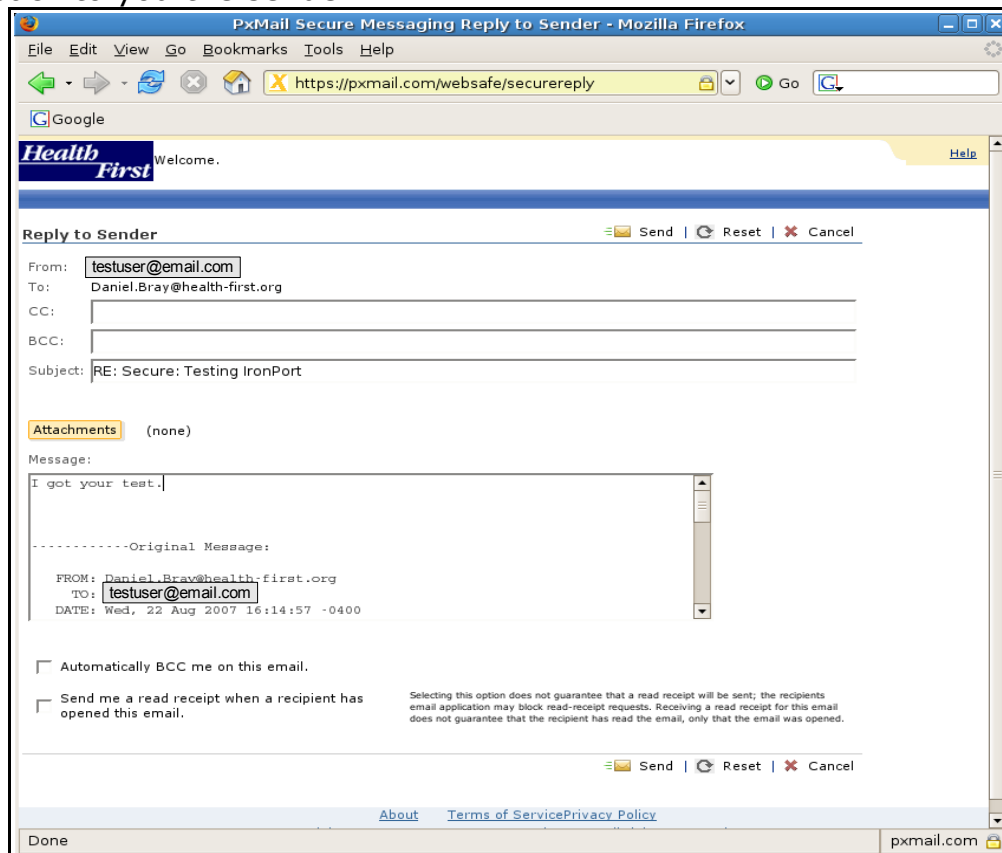 PxMail Secure Messaging Reply to Sender - Mozilla Firefox
File Edit View Go Bookmarks Tools Help
https://pxmail.com/websafe/securereply Go G
G Google
Health First Welcome. Help
Reply to Sender Send | Reset | Cancel
From: testuser@email.com
To: Daniel.Bray@health-first.org
CC:
BCC:
Subject: RE: Secure: Testing IronPort
Attachments (none)
Message:
I got your test.
------------Original Message:
FROM: Daniel.Bray@health-first.org
TO: testuser@email.com
DATE: Wed, 22 Aug 2007 16:14:57 -0400
Automatically BCC me on this email.
Send me a read receipt when a recipient has
opened this email.
Selecting this option does not guarantee that a read receipt will be sent; the recipients
email application may block read-receipt requests. Receiving a read receipt for this email
does not guarantee that the recipient has read the email, only that the email was opened.
Send | Reset | Cancel
About Terms of ServicePrivacy Policy
Done pxmail.com